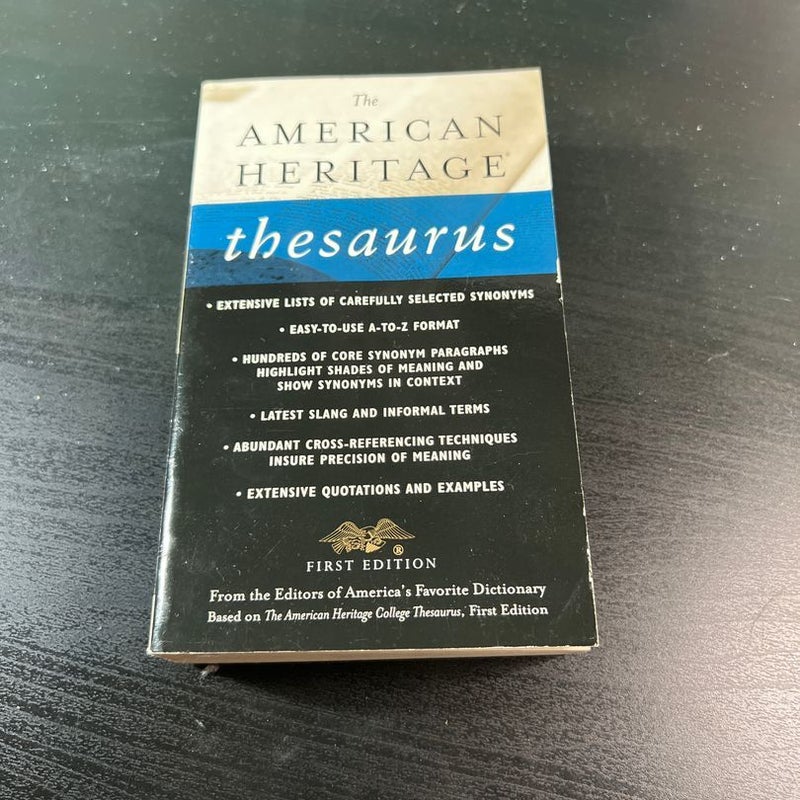 The
AMERICAN
HERITAGE®
thesaurus
• EXTENSIVE LISTS OF CAREFULLY SELECTED SYNONYMS
• EASY-TO-USE A-TO-Z FORMAT
• HUNDREDS OF CORE SYNONYM PARAGRAPHS
HIGHLIGHT SHADES OF MEANING AND
SHOW SYNONYMS IN CONTEXT
• LATEST SLANG AND INFORMAL TERMS
• ABUNDANT CROSS-REFERENCING TECHNIQUES
INSURE PRECISION OF MEANING
• EXTENSIVE QUOTATIONS AND EXAMPLES
®
FIRST EDITION
From the Editors of America's Favorite Dictionary
Based on The American Heritage College Thesaurus, First Edition